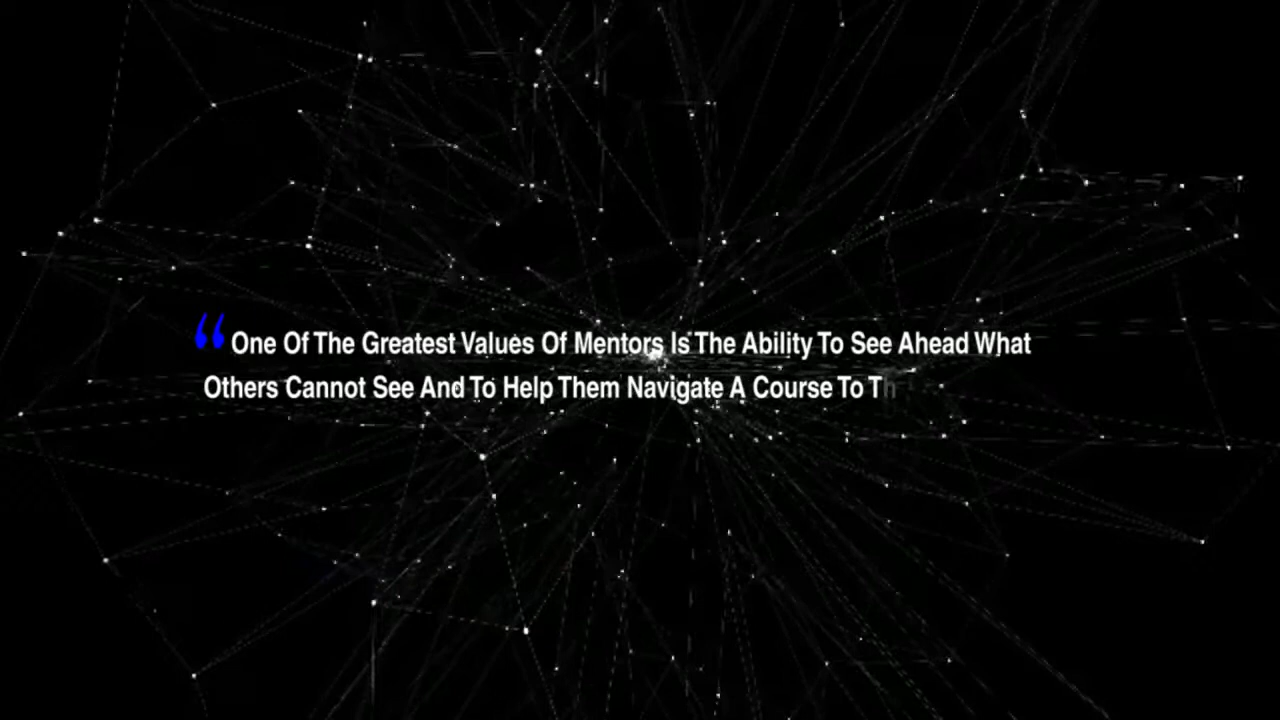 “One Of The Greatest Values Of Mentors Is The Ability To See Ahead What
Others Cannot See And To Help Them Navigate A Course To Th